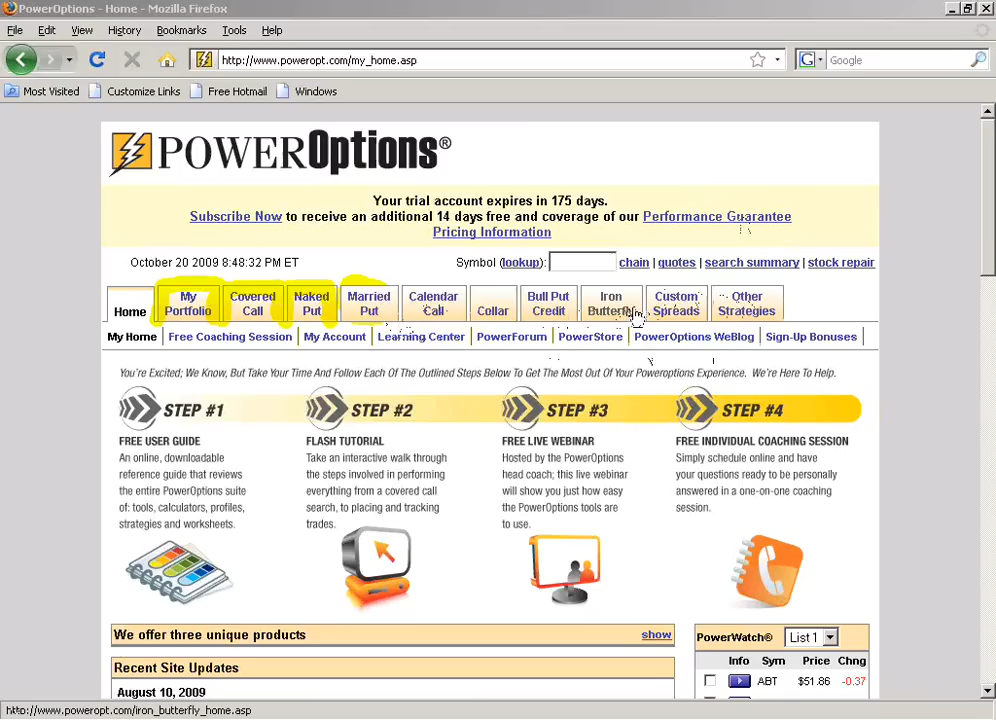 PowerOptions - Home - Mozilla Firefox
File Edit View History Bookmarks Tools Help
http://www.poweropt.com/my_home.asp
Google
Most Visited Customize Links Free Hotmail Windows
POWEROptions®
Your trial account expires in 175 days.
Subscribe Now to receive an additional 14 days free and coverage of our Performance Guarantee
Pricing Information
October 20 2009 8:48:32 PM ET Symbol (lookup): chain | quotes | search summary | stock repair
Home My Portfolio Covered Call Naked Put Married Put Calendar Call Collar Bull Put Credit Iron Butterfly Custom Spreads Other Strategies
My Home | Free Coaching Session | My Account | Learning Center | PowerForum | PowerStore | PowerOptions WeBlog | Sign-Up Bonuses
You're Excited; We Know, But Take Your Time And Follow Each Of The Outlined Steps Below To Get The Most Out Of Your Poweroptions Experience. We're Here To Help.
STEP #1
FREE USER GUIDE
An online, downloadable
reference guide that reviews
the entire PowerOptions suite
of: tools, calculators, profiles,
strategies and worksheets.
STEP #2
FLASH TUTORIAL
Take an interactive walk through
the steps involved in performing
everything from a covered call
search, to placing and tracking
trades.
STEP #3
FREE LIVE WEBINAR
Hosted by the PowerOptions
head coach; this live webinar
will show you just how easy
the PowerOptions tools are
to use.
STEP #4
FREE INDIVIDUAL COACHING SESSION
Simply schedule online and have
your questions ready to be personally
answered in a one-on-one coaching
session.
We offer three unique products show
Recent Site Updates
August 10, 2009
PowerWatch® List 1
Info Sym Price Chng
ABT $51.86 -0.37
http://www.poweropt.com/iron_butterfly_home.asp